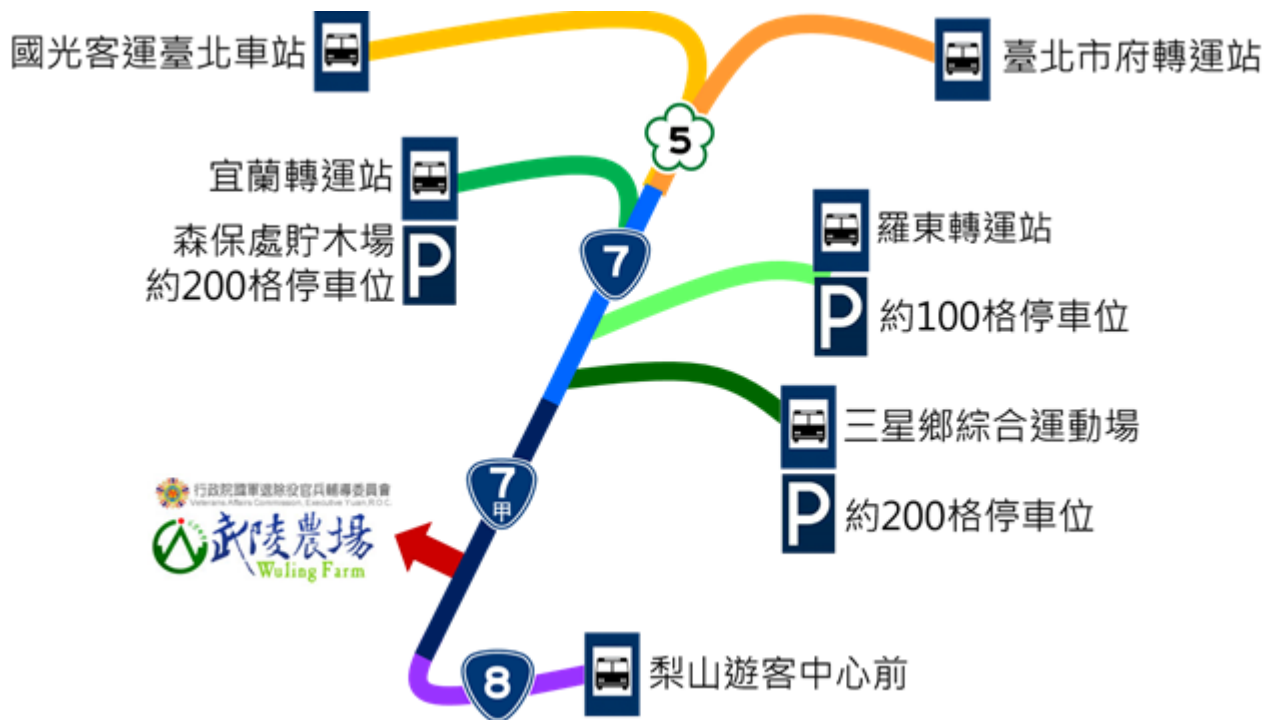 國光客運臺北車站
臺北市府轉運站
5
宜蘭轉運站
森保處貯木場
約200格停車位
P
7
羅東轉運站
P
約100格停車位
三星鄉綜合運動場
P
約200格停車位
7
甲
行政院國軍退除役官兵輔導委員會
Veterans Affairs Commission, Executive Yuan,R.O.C.
武陵農場
Wuling Farm
8
梨山遊客中心前